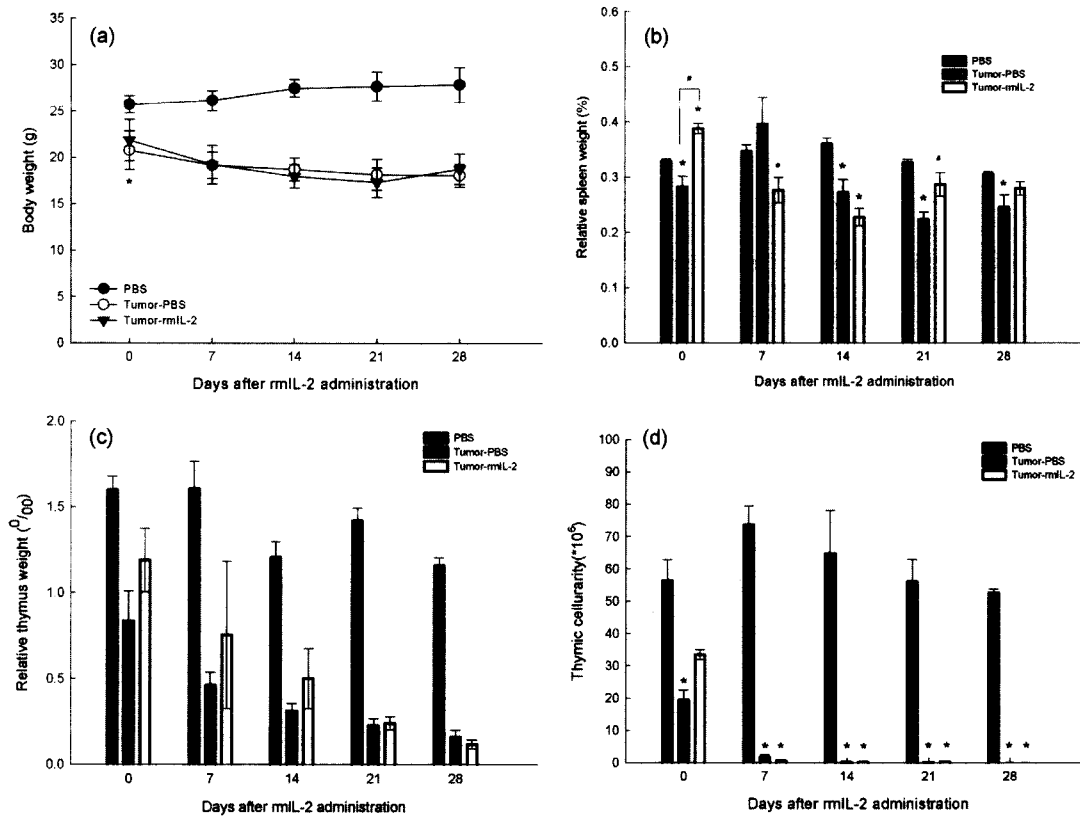 (a)
35
30
25
20
15
10
5
0
Body weight (g)
*
PBS
Tumor-PBS
Tumor-rmIL-2
0 7 14 21 28
Days after rmIL-2 administration
(b)
0.6
0.5
0.4
0.3
0.2
0.1
0.0
Relative spleen weight (%)
PBS
Tumor-PBS
Tumor-rmIL-2
* *
* *
* *
*
0 7 14 21 28
Days after rmIL-2 administration
(c)
2.0
1.5
1.0
0.5
0.0
Relative thymus weight (0/00)
PBS
Tumor-PBS
Tumor-rmIL-2
0 7 14 21 28
Days after rmIL-2 administration
(d)
100
90
80
70
60
50
40
30
20
10
0
Thymic cellurarity(*106)
PBS
Tumor-PBS
Tumor-rmIL-2
*
* * * * * * * *
0 7 14 21 28
Days after rmIL-2 administration